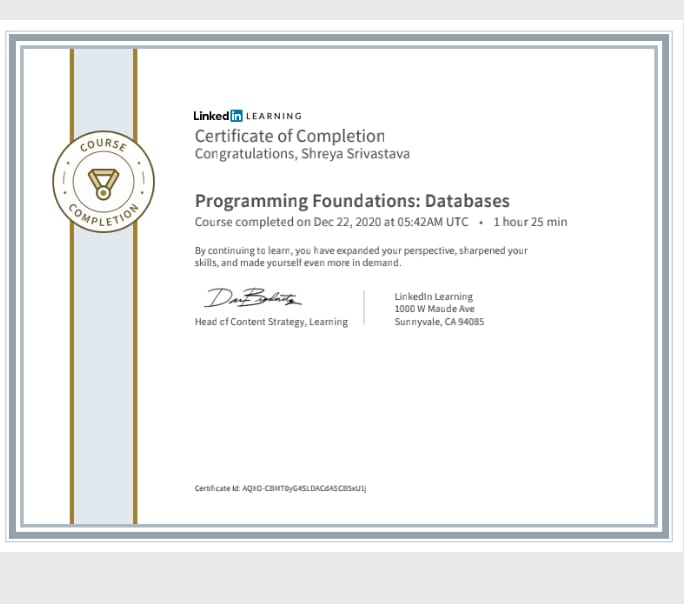 COURSE
COMPLETION
Linked in LEARNING
Certificate of Completion
Congratulations, Shreya Srivastava
Programming Foundations: Databases
Course completed on Dec 22, 2020 at 05:42AM UTC • 1 hour 25 min
By continuing to learn, you have expanded your perspective, sharpened your
skills, and made yourself even more in demand.
Head of Content Strategy, Learning
LinkedIn Learning
1000 W Maude Ave
Sunnyvale, CA 94085
Certificate Id: